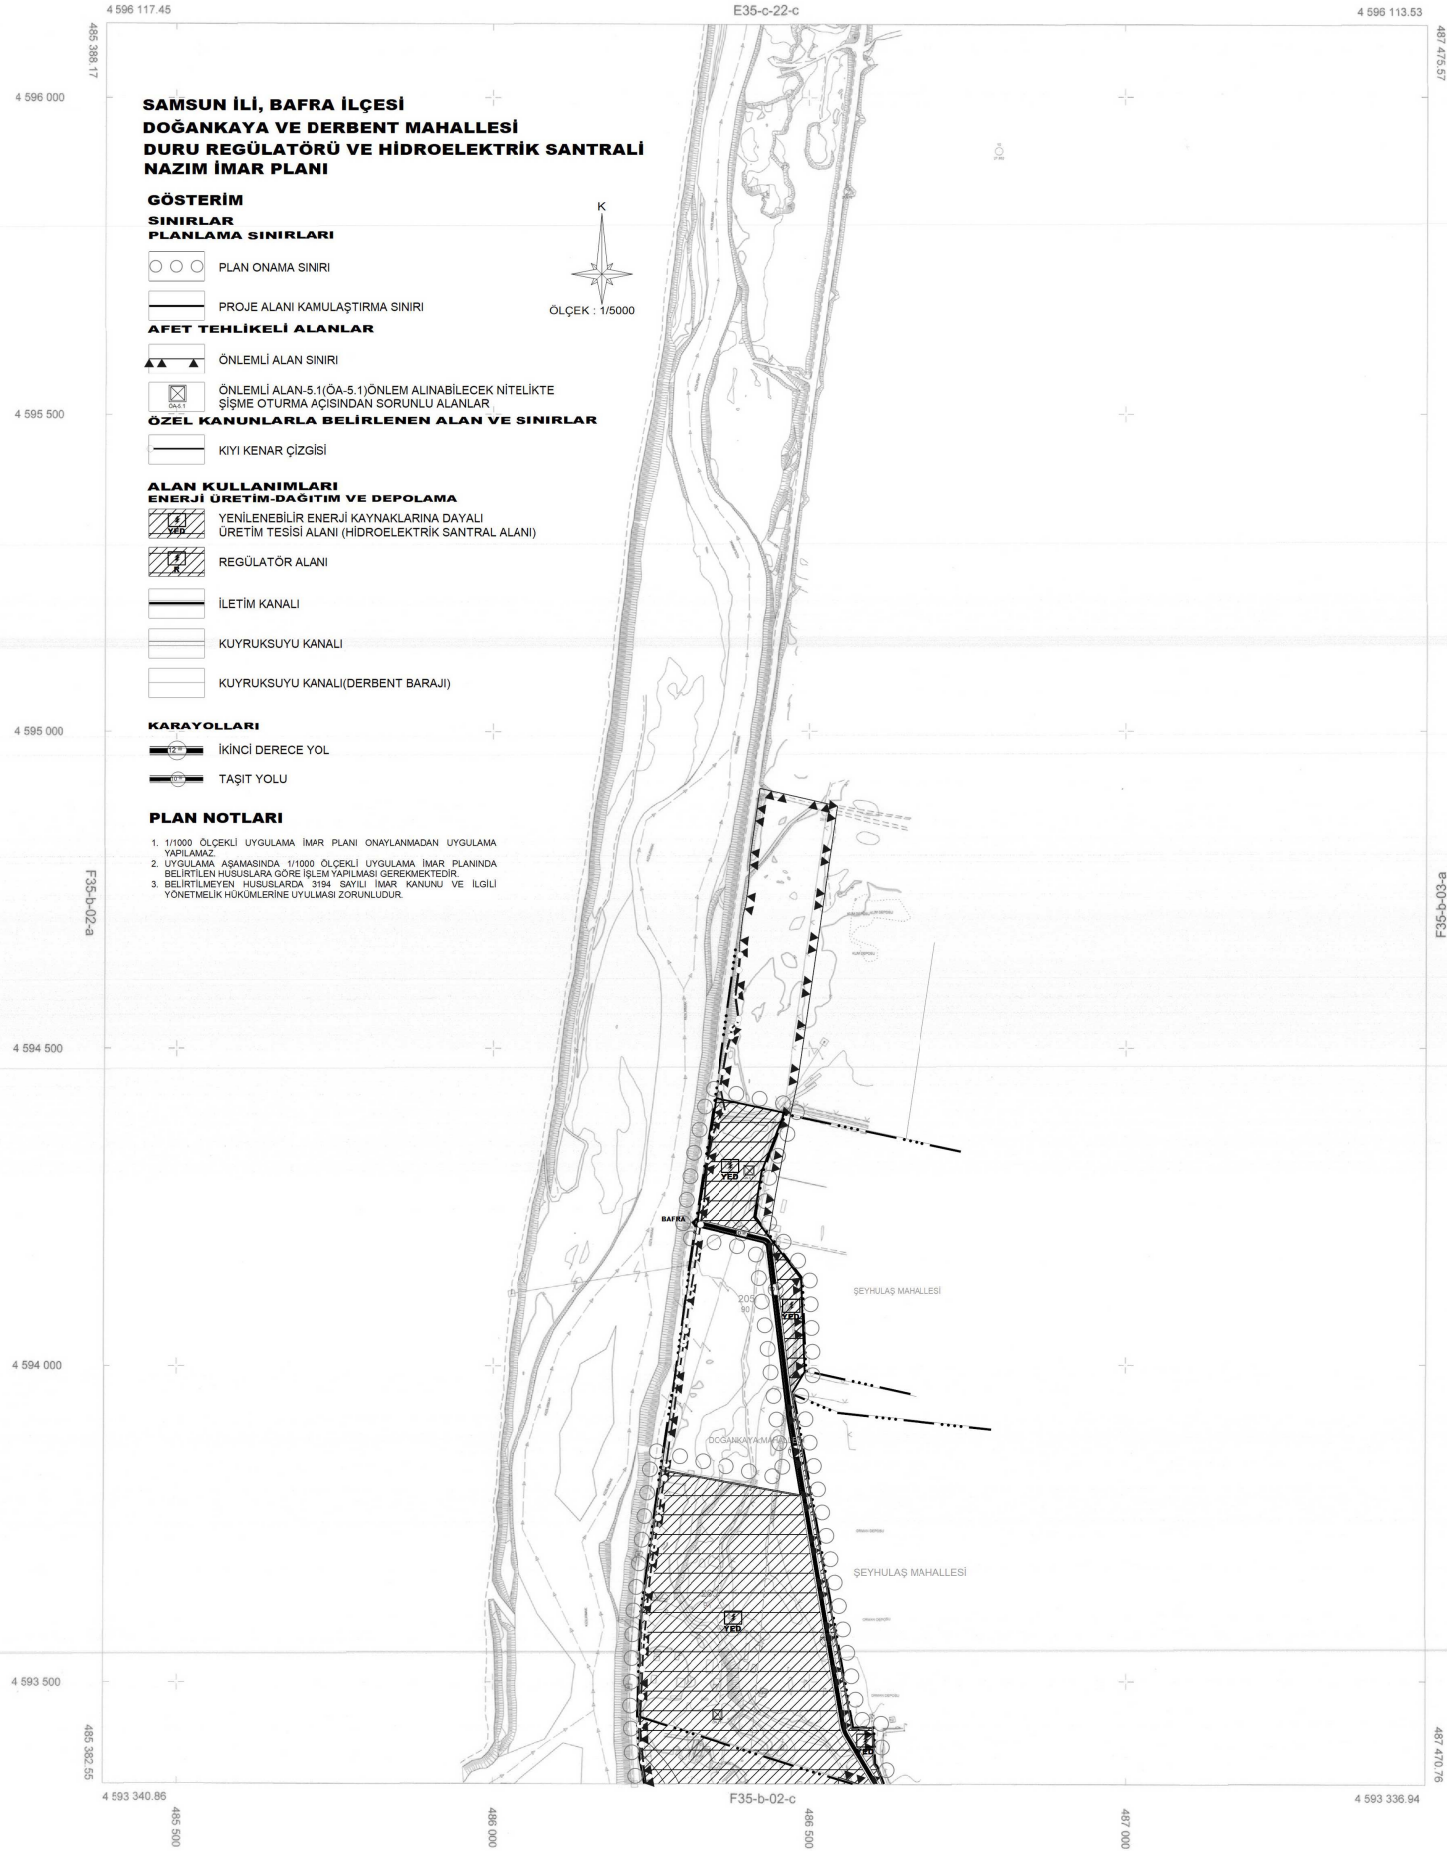 4 596 117.45
E35-c-22-c
4 596 113.53
485 388.17
487 475.57
4 596 000
SAMSUN İLİ, BAFRA İLÇESİ
DOĞANKAYA VE DERBENT MAHALLESİ
DURU REGÜLATÖRÜ VE HİDROELEKTRİK SANTRALİ
NAZIM İMAR PLANI
GÖSTERİM
SINIRLAR
PLANLAMA SINIRLARI
PLAN ONAMA SINIRI
PROJE ALANI KAMULAŞTIRMA SINIRI
K
ÖLÇEK : 1/5000
AFET TEHLİKELİ ALANLAR
ÖNLEMLİ ALAN SINIRI
ÖA-5.1
ÖNLEMLİ ALAN-5.1(ÖA-5.1)ÖNLEM ALINABİLECEK NİTELİKTE
ŞİŞME OTURMA AÇISINDAN SORUNLU ALANLAR
4 595 500
ÖZEL KANUNLARLA BELİRLENEN ALAN VE SINIRLAR
KIYI KENAR ÇİZGİSİ
ALAN KULLANIMLARI
ENERJİ ÜRETİM-DAĞITIM VE DEPOLAMA
YED
YENİLENEBİLİR ENERJİ KAYNAKLARINA DAYALI
ÜRETİM TESİSİ ALANI (HİDROELEKTRİK SANTRAL ALANI)
R
REGÜLATÖR ALANI
İLETİM KANALI
KUYRUKSUYU KANALI
KUYRUKSUYU KANALI(DERBENT BARAJI)
4 595 000
KARAYOLLARI
12 m
İKİNCİ DERECE YOL
10 m
TAŞIT YOLU
PLAN NOTLARI
1. 1/1000 ÖLÇEKLİ UYGULAMA İMAR PLANI ONAYLANMADAN UYGULAMA
YAPILAMAZ.
2. UYGULAMA AŞAMASINDA 1/1000 ÖLÇEKLİ UYGULAMA İMAR PLANINDA
BELİRTİLEN HUSUSLARA GÖRE İŞLEM YAPILMASI GEREKMEKTEDİR.
3. BELİRTİLMEYEN HUSUSLARDA 3194 SAYILI İMAR KANUNU VE İLGİLİ
YÖNETMELİK HÜKÜMLERİNE UYULMASI ZORUNLUDUR.
F35-b-02-a
F35-b-03-a
4 594 500
YED
BAFRA
205
90
YED
ŞEYHULAŞ MAHALLESİ
4 594 000
DOĞANKAYA MAH
ŞEYHULAŞ MAHALLESİ
YED
4 593 500
YED
485 382.55
487 470.76
4 593 340.86
F35-b-02-c
4 593 336.94
485 500
486 000
486 500
487 000